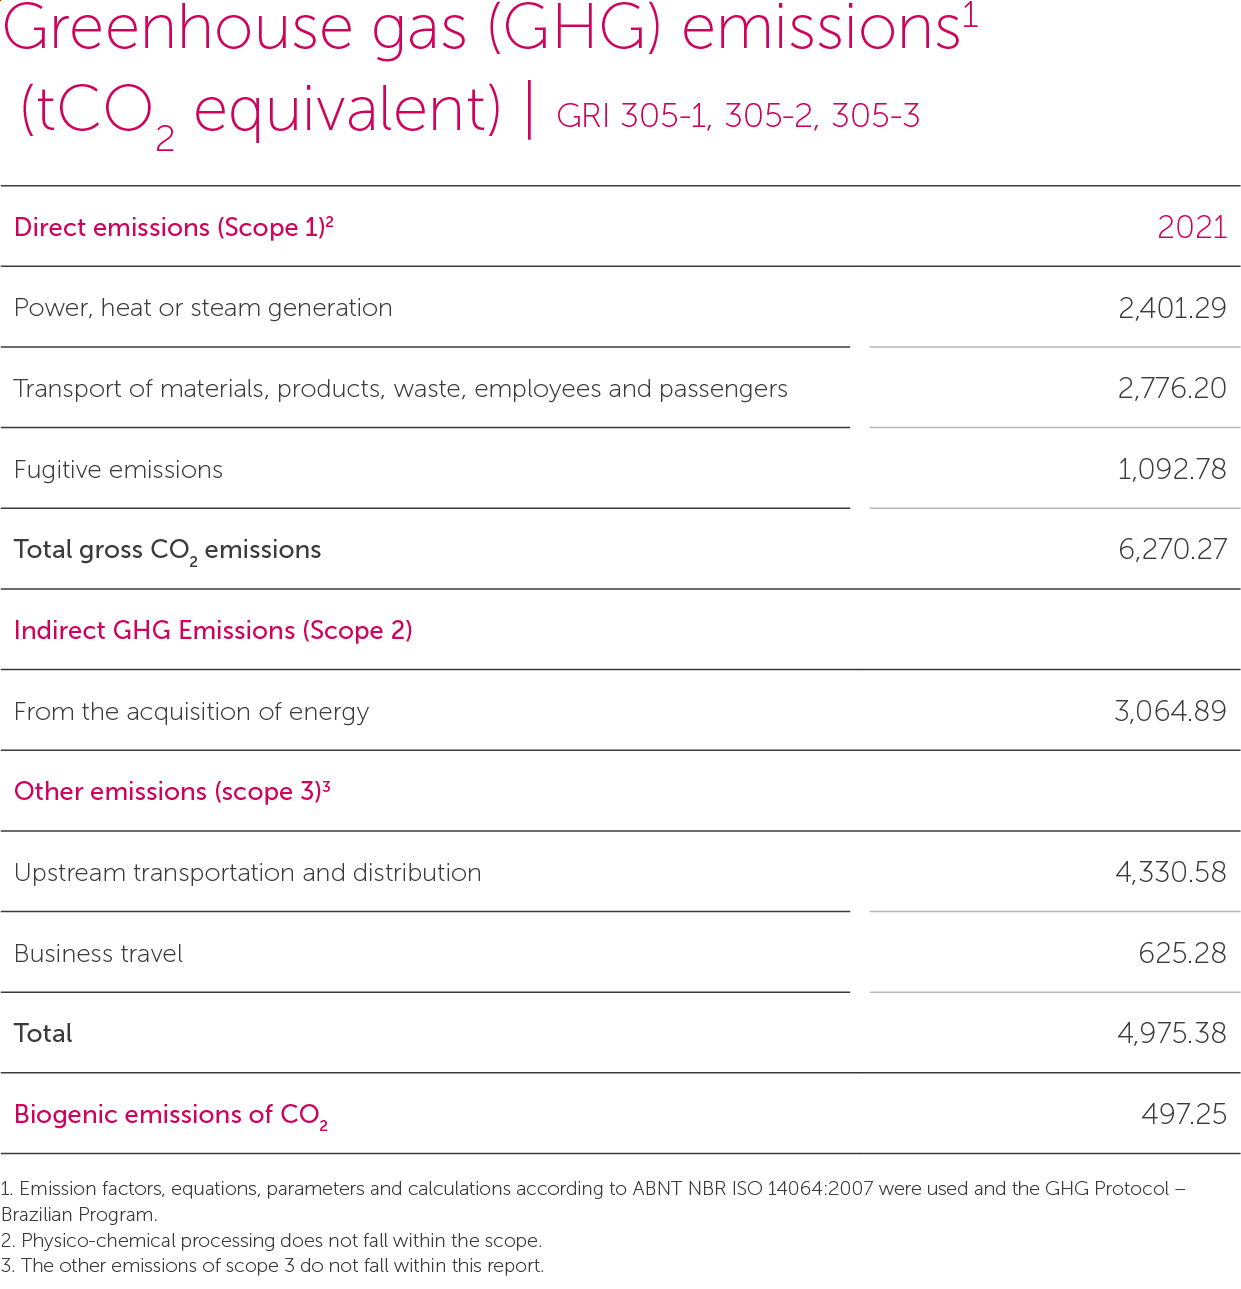 Greenhouse gas (GHG) emissions¹
(tCO₂ equivalent) | GRI 305-1, 305-2, 305-3
Direct emissions (Scope 1)² 2021
Power, heat or steam generation 2,401.29
Transport of materials, products, waste, employees and passengers 2,776.20
Fugitive emissions 1,092.78
Total gross CO₂ emissions 6,270.27
Indirect GHG Emissions (Scope 2)
From the acquisition of energy 3,064.89
Other emissions (scope 3)³
Upstream transportation and distribution 4,330.58
Business travel 625.28
Total 4,975.38
Biogenic emissions of CO₂ 497.25
1. Emission factors, equations, parameters and calculations according to ABNT NBR ISO 14064:2007 were used and the GHG Protocol –
Brazilian Program.
2. Physico-chemical processing does not fall within the scope.
3. The other emissions of scope 3 do not fall within this report.